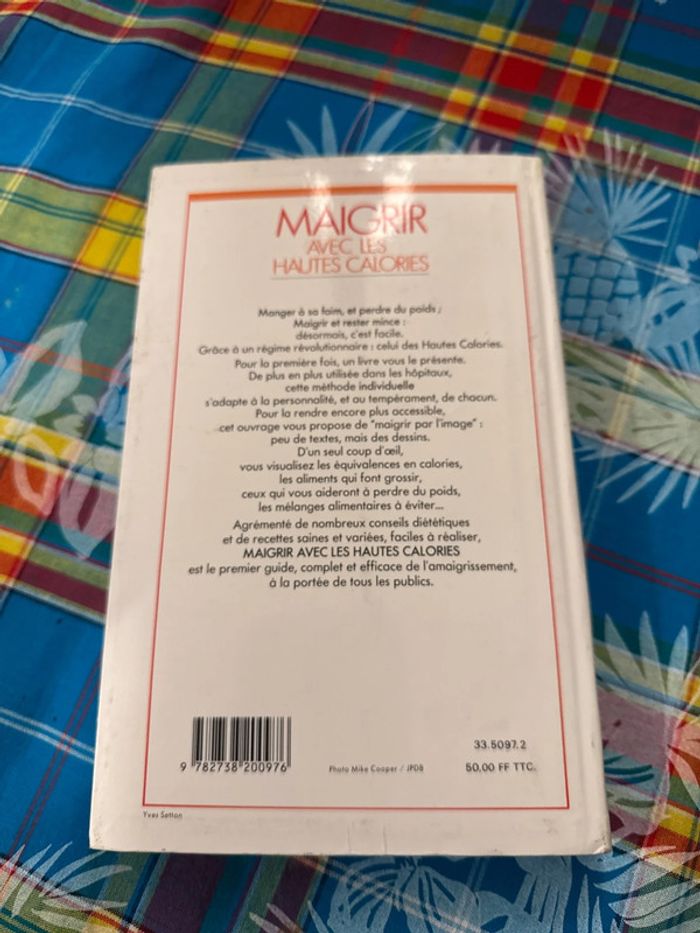 MAIGRIR
AVEC LES
HAUTES CALORIES
Manger à sa faim, et perdre du poids ;
Maigrir et rester mince :
désormais, c'est facile.
Grâce à un régime révolutionnaire : celui des Hautes Calories.
Pour la première fois, un livre vous le présente.
De plus en plus utilisée dans les hôpitaux,
cette méthode individuelle
s'adapte à la personnalité, et au tempérament, de chacun.
Pour la rendre encore plus accessible,
cet ouvrage vous propose de "maigrir par l'image" :
peu de textes, mais des dessins.
D'un seul coup d'œil,
vous visualisez les équivalences en calories,
les aliments qui font grossir,
ceux qui vous aideront à perdre du poids,
les mélanges alimentaires à éviter...
Agrémenté de nombreux conseils diététiques
et de recettes saines et variées, faciles à réaliser,
MAIGRIR AVEC LES HAUTES CALORIES
est le premier guide, complet et efficace de l'amaigrissement,
à la portée de tous les publics.
33.5097.2
9 782738 200976
Photo Mike Cooper / JPDB
50,00 FF TTC.
Yves Setton